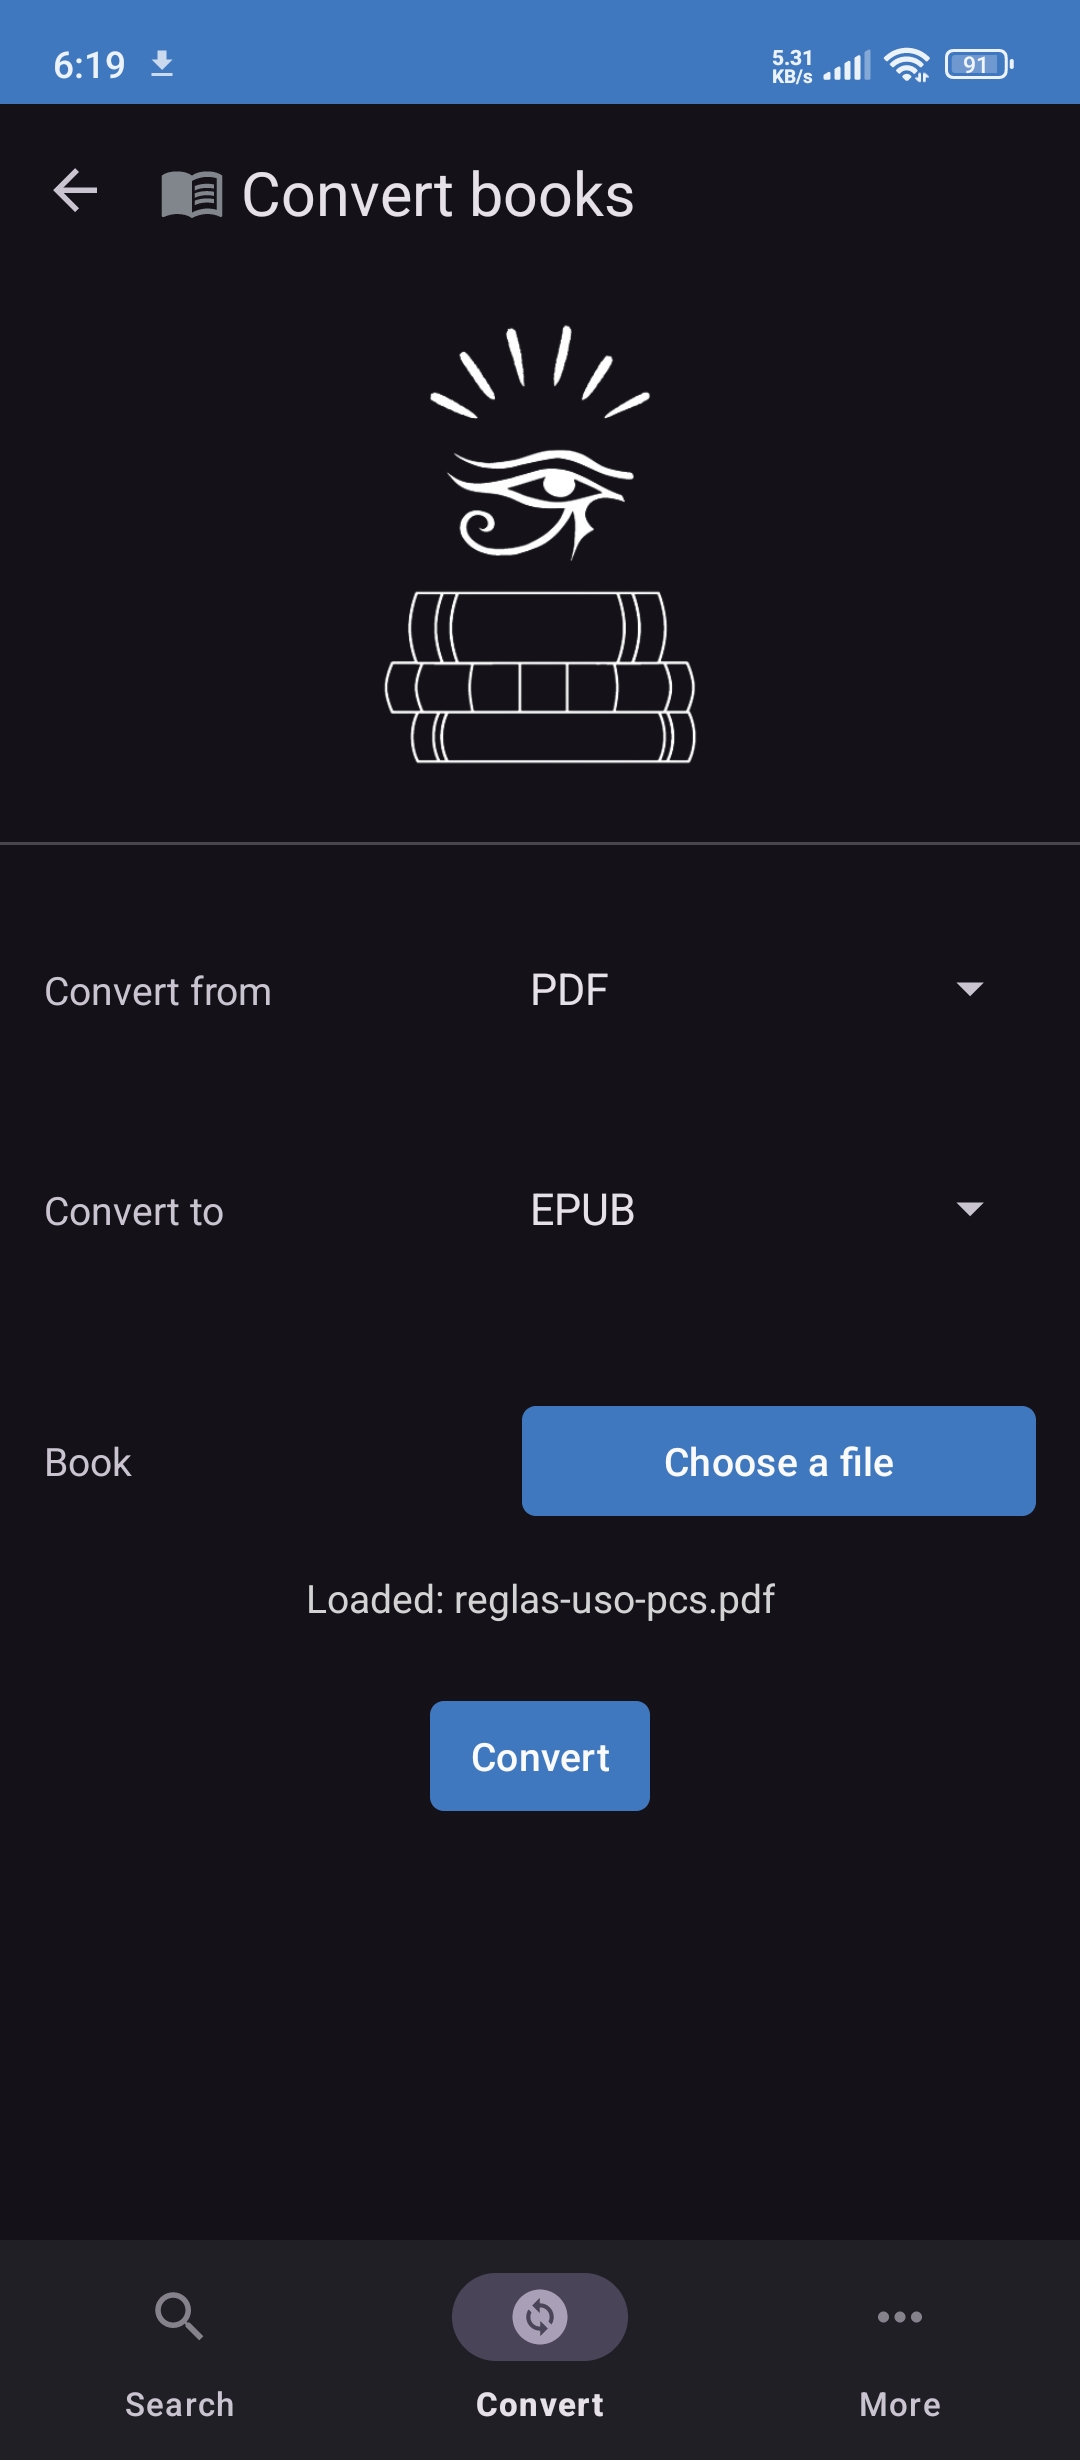 6:19
5.31
KB/s
91
Convert books
Convert from
PDF
Convert to
EPUB
Book
Choose a file
Loaded: reglas-uso-pcs.pdf
Convert
Search
Convert
More